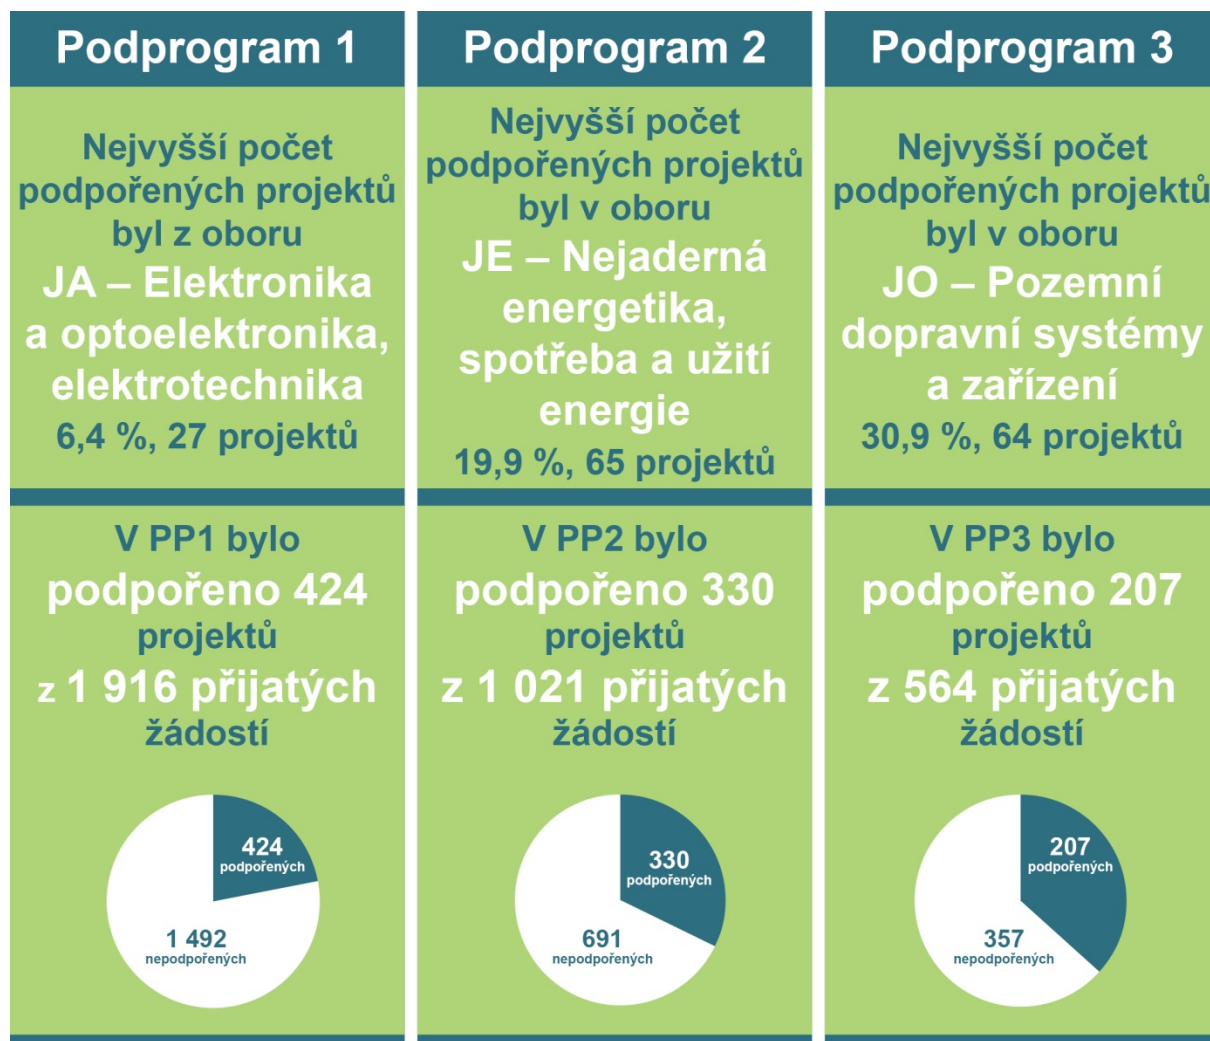 Podprogram 1
Nejvyšší počet
podpořených projektů
byl z oboru
JA – Elektronika
a optoelektronika,
elektrotechnika
6,4 %, 27 projektů
V PP1 bylo
podpořeno 424
projektů
z 1 916 přijatých
žádostí
424
podpořených
1 492
nepodpořených
Podprogram 2
Nejvyšší počet
podpořených projektů
byl v oboru
JE – Nejaderná
energetika,
spotřeba a užití
energie
19,9 %, 65 projektů
V PP2 bylo
podpořeno 330
projektů
z 1 021 přijatých
žádostí
330
podpořených
691
nepodpořených
Podprogram 3
Nejvyšší počet
podpořených projektů
byl v oboru
JO – Pozemní
dopravní systémy
a zařízení
30,9 %, 64 projektů
V PP3 bylo
podpořeno 207
projektů
z 564 přijatých
žádostí
207
podpořených
357
nepodpořených